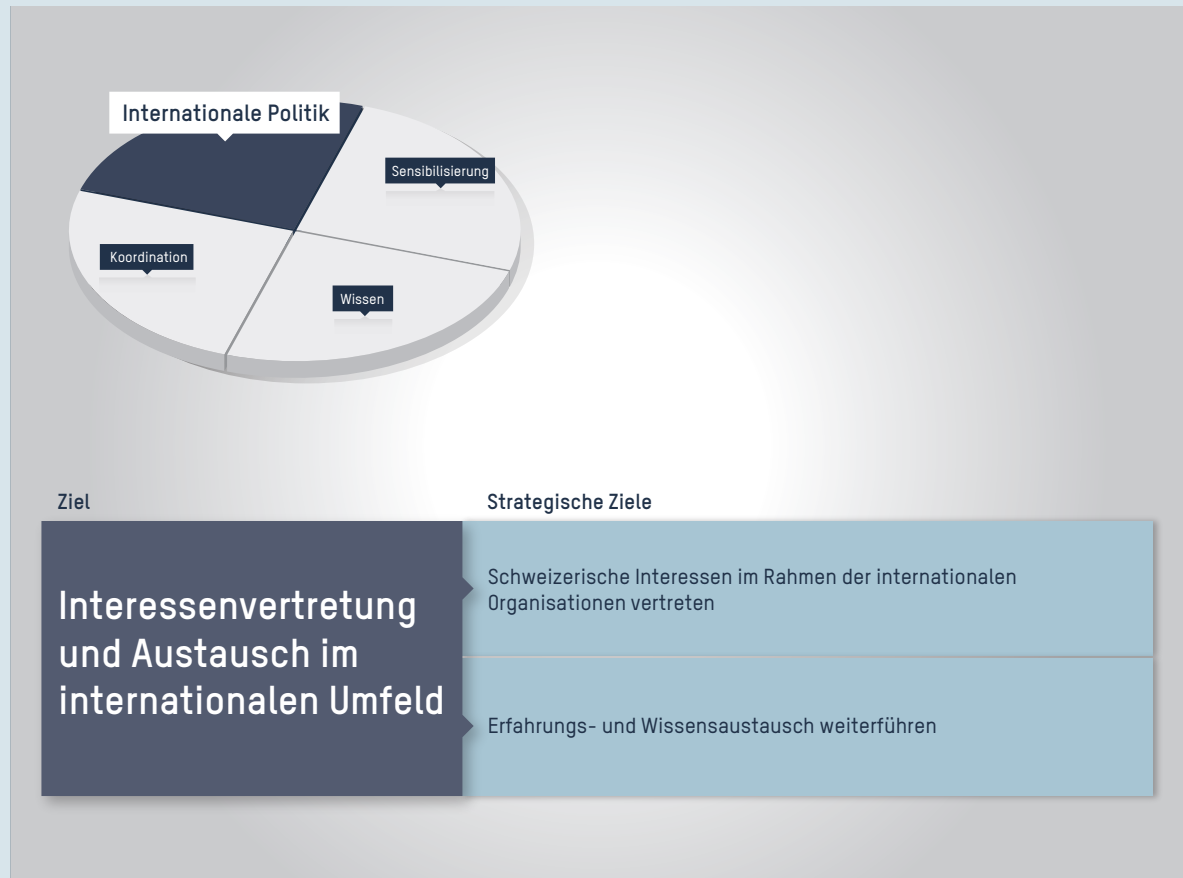 Internationale Politik
Sensibilisierung
Koordination
Wissen
Ziel
Strategische Ziele
Interessenvertretung
und Austausch im
internationalen Umfeld
Schweizerische Interessen im Rahmen der internationalen
Organisationen vertreten
Erfahrungs- und Wissensaustausch weiterführen